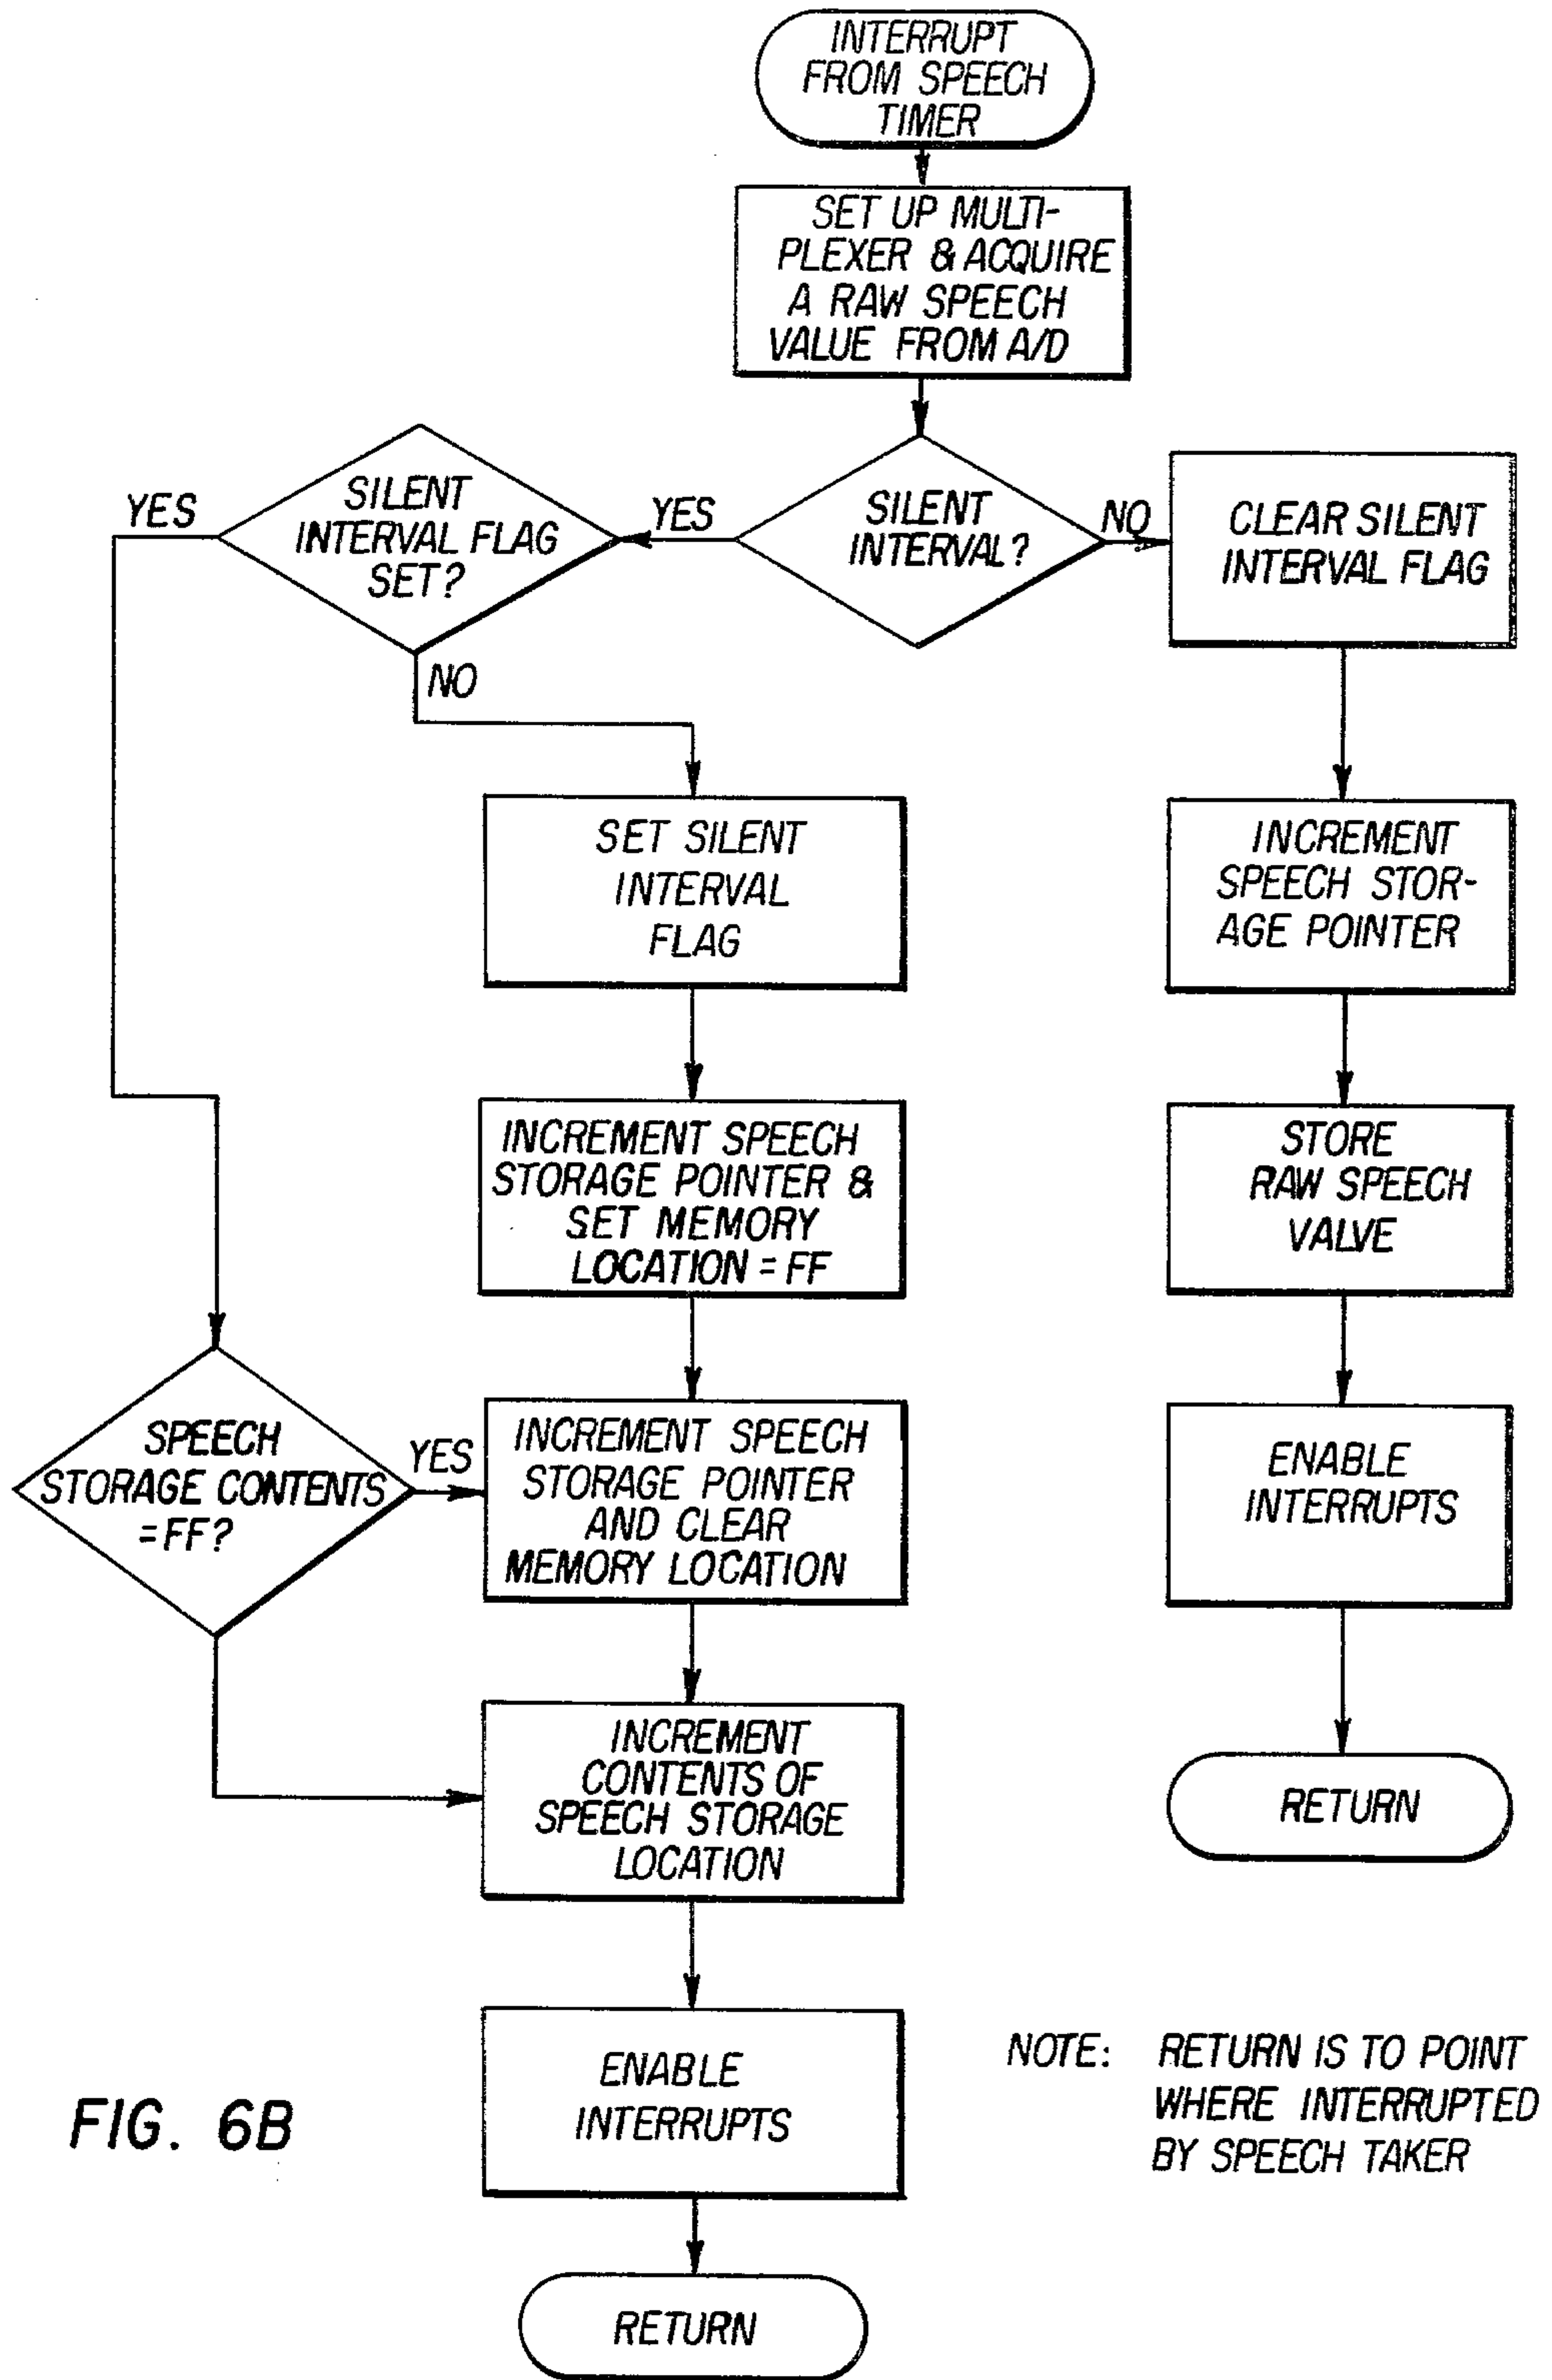 INTERRUPT
FROM SPEECH
TIMER
SET UP MULTI-
PLEXER & ACQUIRE
A RAW SPEECH
VALUE FROM A/D
SILENT
INTERVAL?
YES
NO
SILENT
INTERVAL FLAG
SET?
YES
NO
CLEAR SILENT
INTERVAL FLAG
SET SILENT
INTERVAL
FLAG
INCREMENT
SPEECH STOR-
AGE POINTER
INCREMENT SPEECH
STORAGE POINTER &
SET MEMORY
LOCATION = FF
STORE
RAW SPEECH
VALVE
SPEECH
STORAGE CONTENTS
= FF?
YES
INCREMENT SPEECH
STORAGE POINTER
AND CLEAR
MEMORY LOCATION
ENABLE
INTERRUPTS
INCREMENT
CONTENTS OF
SPEECH STORAGE
LOCATION
RETURN
ENABLE
INTERRUPTS
RETURN
NOTE: RETURN IS TO POINT
WHERE INTERRUPTED
BY SPEECH TAKER
FIG. 6B